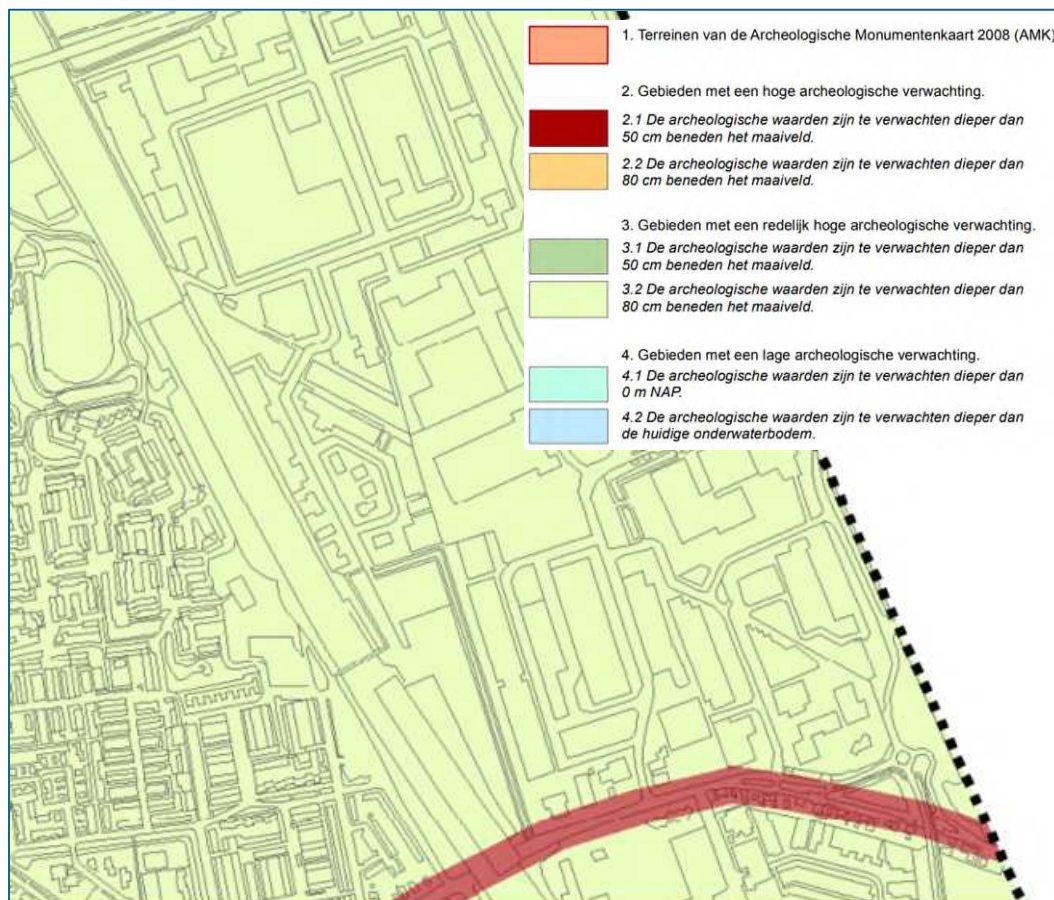 1. Terreinen van de Archeologische Monumentenkaart 2008 (AMK)
2. Gebieden met een hoge archeologische verwachting.
2.1 De archeologische waarden zijn te verwachten dieper dan
50 cm beneden het maaiveld.
2.2 De archeologische waarden zijn te verwachten dieper dan
80 cm beneden het maaiveld.
3. Gebieden met een redelijk hoge archeologische verwachting.
3.1 De archeologische waarden zijn te verwachten dieper dan
50 cm beneden het maaiveld.
3.2 De archeologische waarden zijn te verwachten dieper dan
80 cm beneden het maaiveld.
4. Gebieden met een lage archeologische verwachting.
4.1 De archeologische waarden zijn te verwachten dieper dan
0 m NAP.
4.2 De archeologische waarden zijn te verwachten dieper dan
de huidige onderwaterbodem.